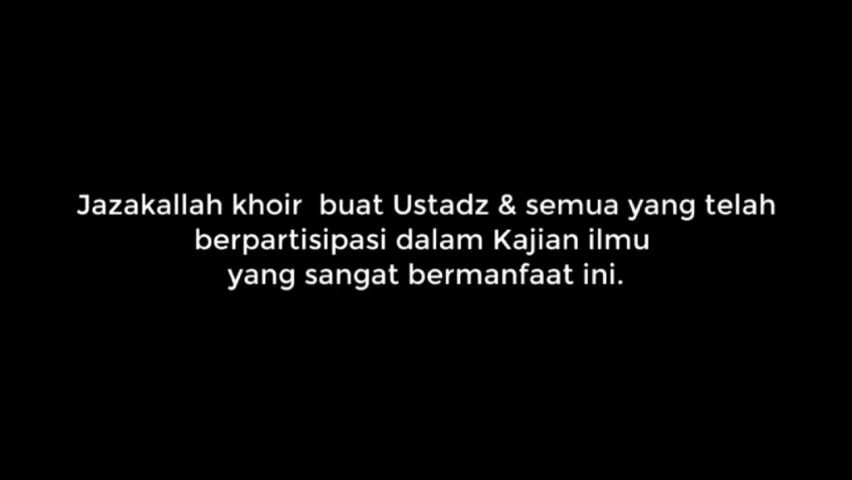 Jazakallah khoir  buat Ustadz & semua yang telah
berpartisipasi dalam Kajian ilmu
yang sangat bermanfaat ini.